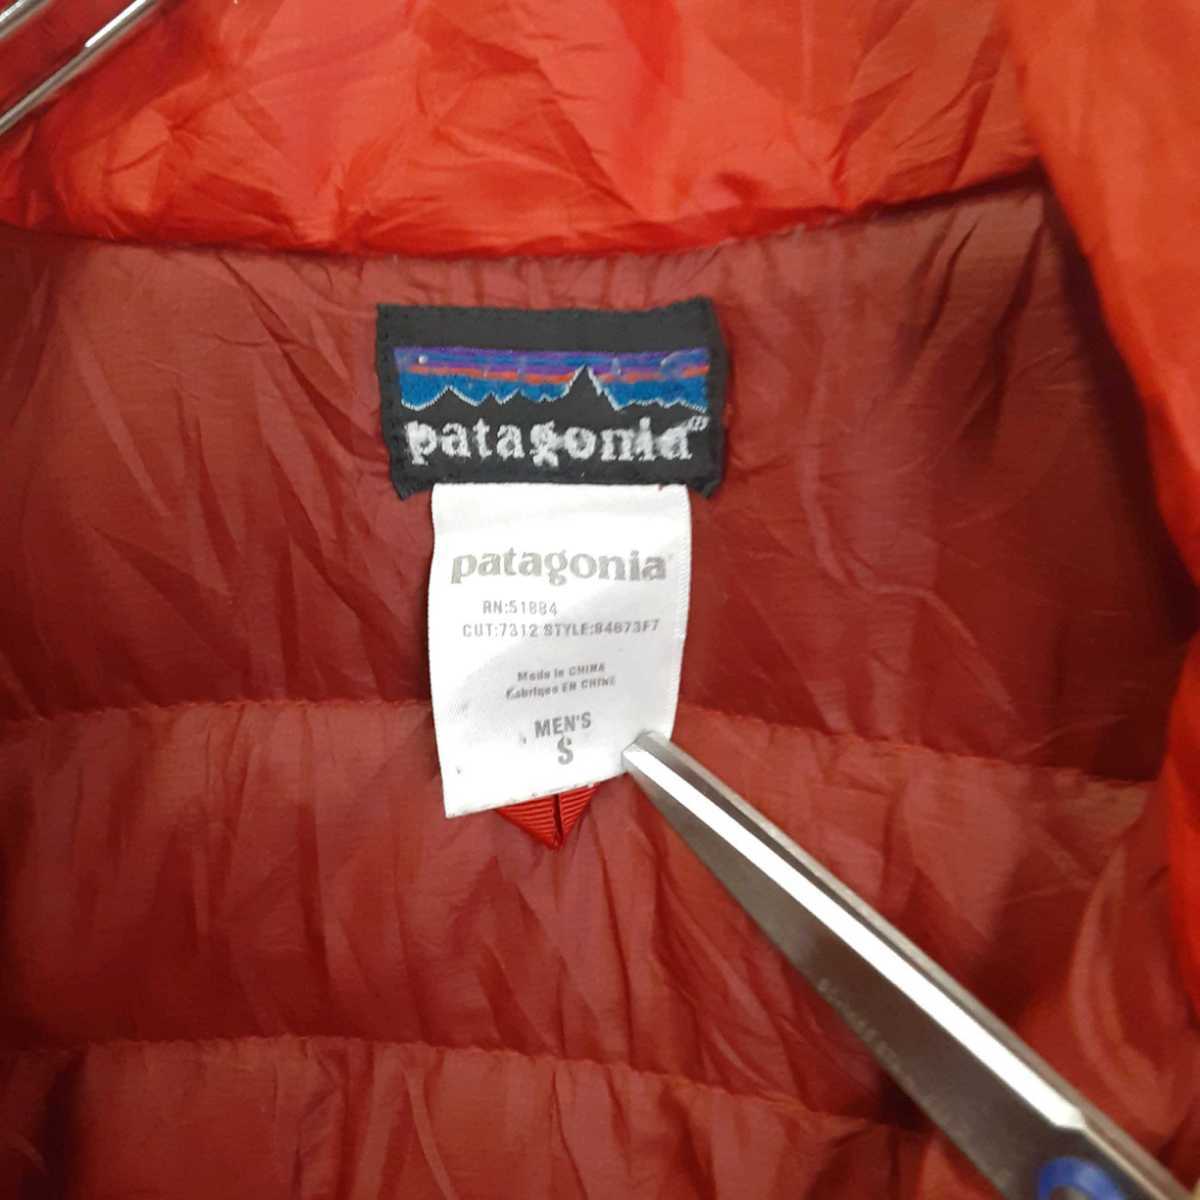 patagonia®
patagonia®
RN:51884
CUT:7312 STYLE:84673F7
Made in CHINA
Fabriqué EN CHINE
MEN'S
S